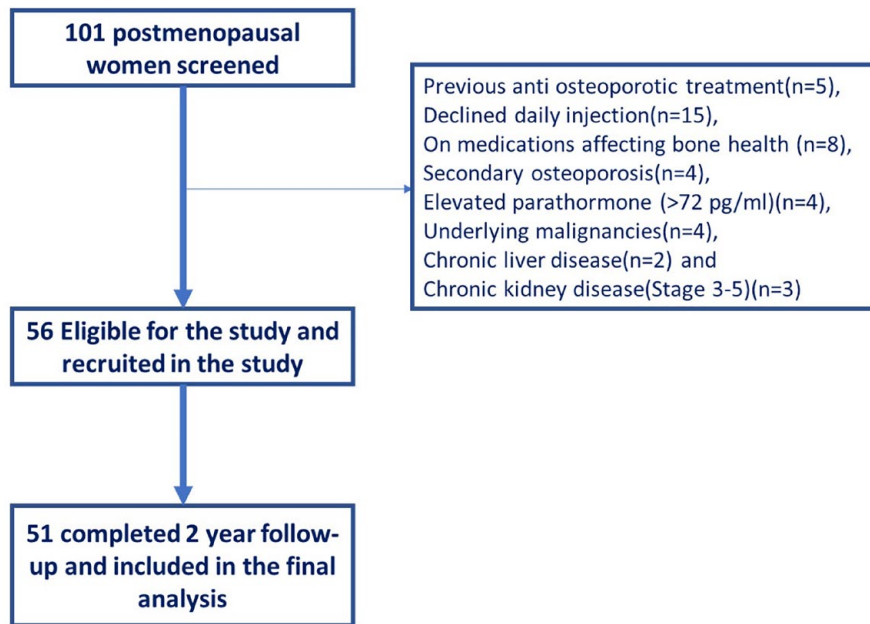 101 postmenopausal
women screened
Previous anti osteoporotic treatment(n=5),
Declined daily injection(n=15),
On medications affecting bone health (n=8),
Secondary osteoporosis(n=4),
Elevated parathormone (>72 pg/ml)(n=4),
Underlying malignancies(n=4),
Chronic liver disease(n=2) and
Chronic kidney disease(Stage 3-5)(n=3)
56 Eligible for the study and
recruited in the study
51 completed 2 year follow-
up and included in the final
analysis